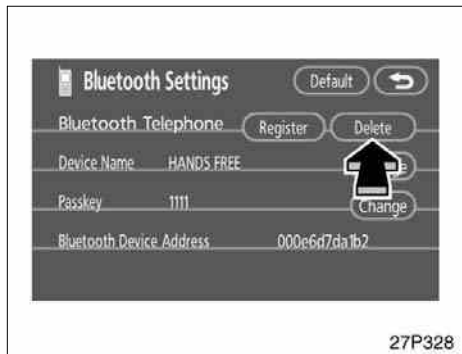 Bluetooth Settings Default
Bluetooth Telephone Register Delete
Device Name HANDS FREE
Passkey 1111 Change
Bluetooth Device Address 000e6d7da1b2
27P328